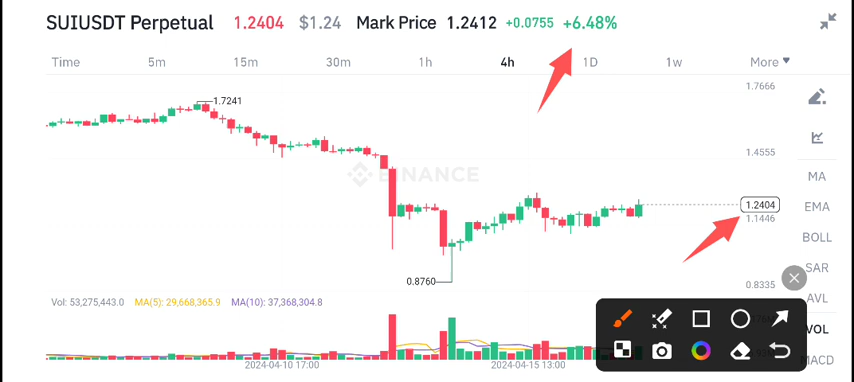 SUIUSDT Perpetual 1.2404 $1.24 Mark Price 1.2412 +0.0755 +6.48%
Time 5m 15m 30m 1h 4h 1D 1w More
1.7666
1.7241
1.4555
BINANCE
MA
1.2404
EMA
1.1446
BOLL
SAR
0.8760
0.8335
AVL
Vol: 53,275,443.0 MA(5): 29,668,365.9 MA(10): 37,368,304.8
VOL
MACD
2024-04-10 17:00 2024-04-15 13:00